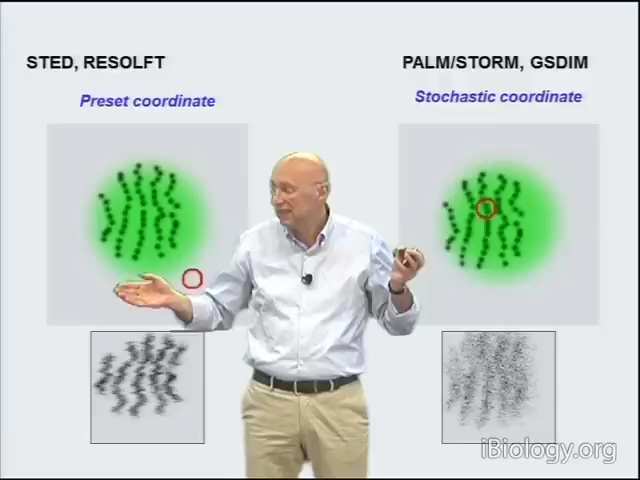 STED, RESOLFT
PALM/STORM, GSDIM
Preset coordinate
Stochastic coordinate
iBiology.org